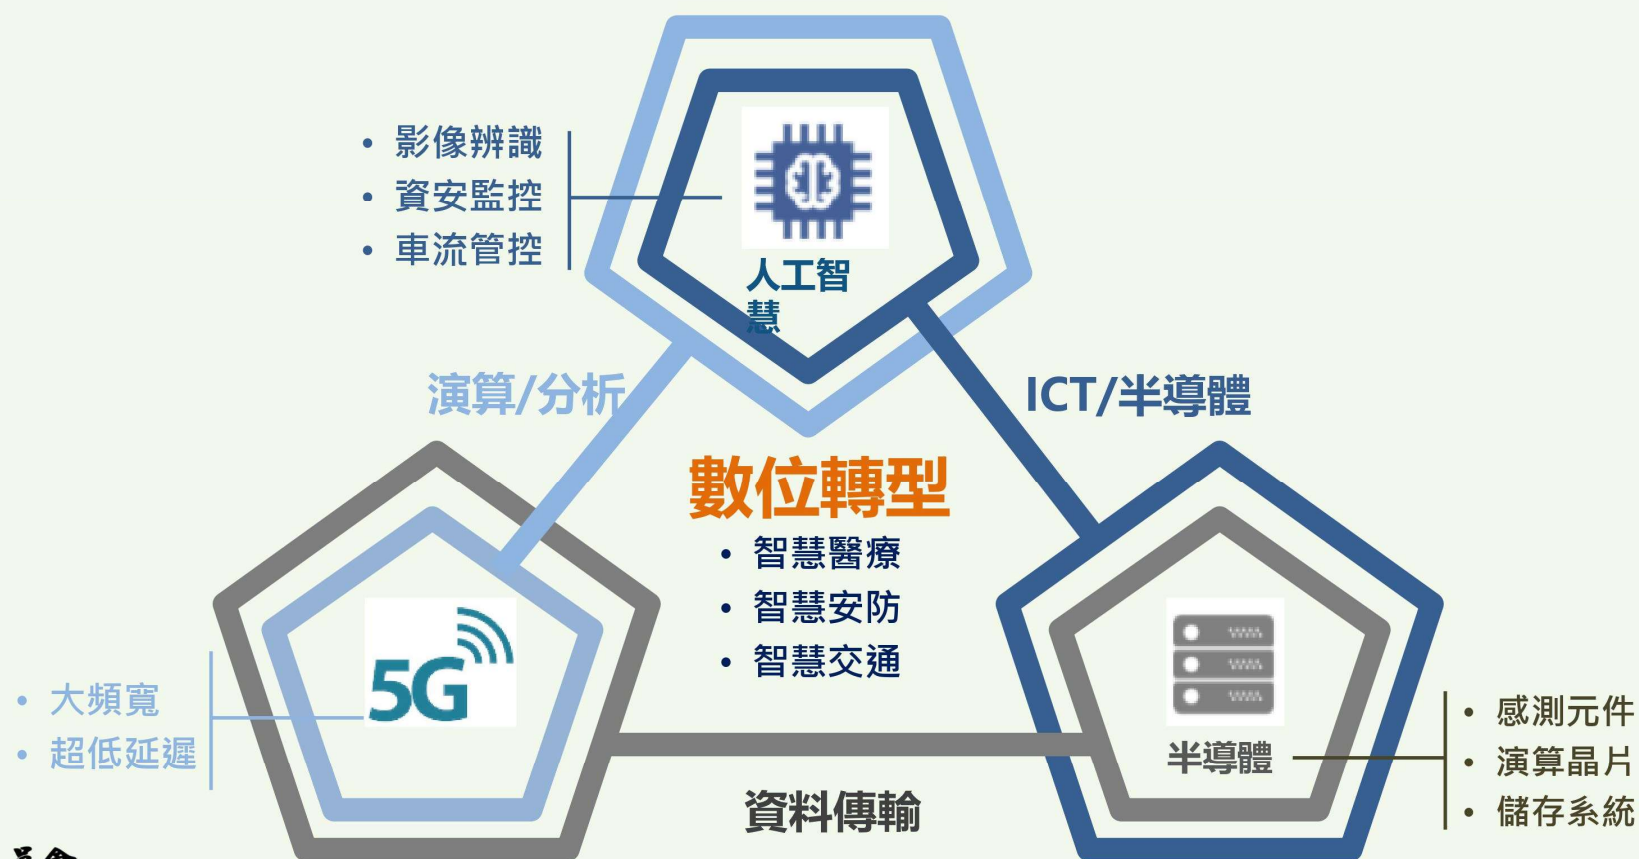 • 影像辨識
• 資安監控
• 車流管控
人工智
慧
演算/分析
ICT/半導體
數位轉型
• 智慧醫療
• 智慧安防
• 智慧交通
5G
• 大頻寬
• 超低延遲
半導體
• 感測元件
• 演算晶片
• 儲存系統
資料傳輸